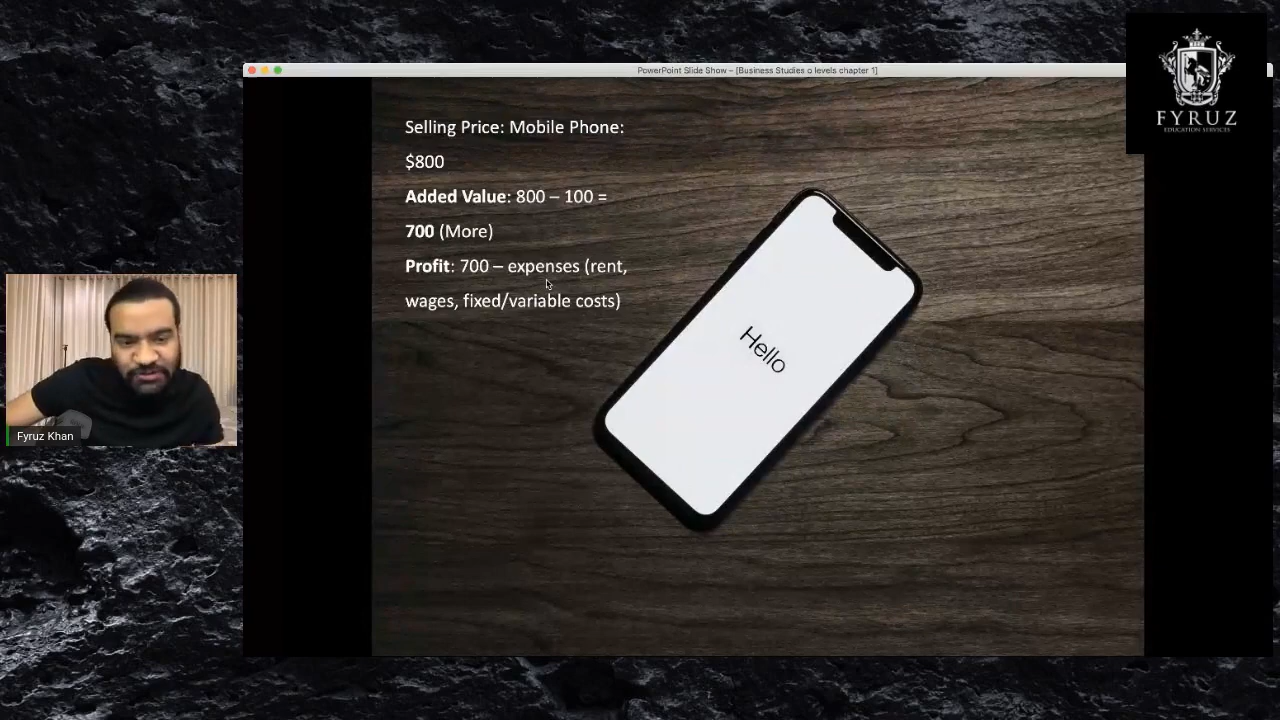 PowerPoint Slide Show – [Business Studies o levels chapter 1]
FYRUZ
EDUCATION SERVICES
Selling Price: Mobile Phone:
$800
Added Value: 800 – 100 =
700 (More)
Profit: 700 – expenses (rent,
wages, fixed/variable costs)
Hello
Fyruz Khan